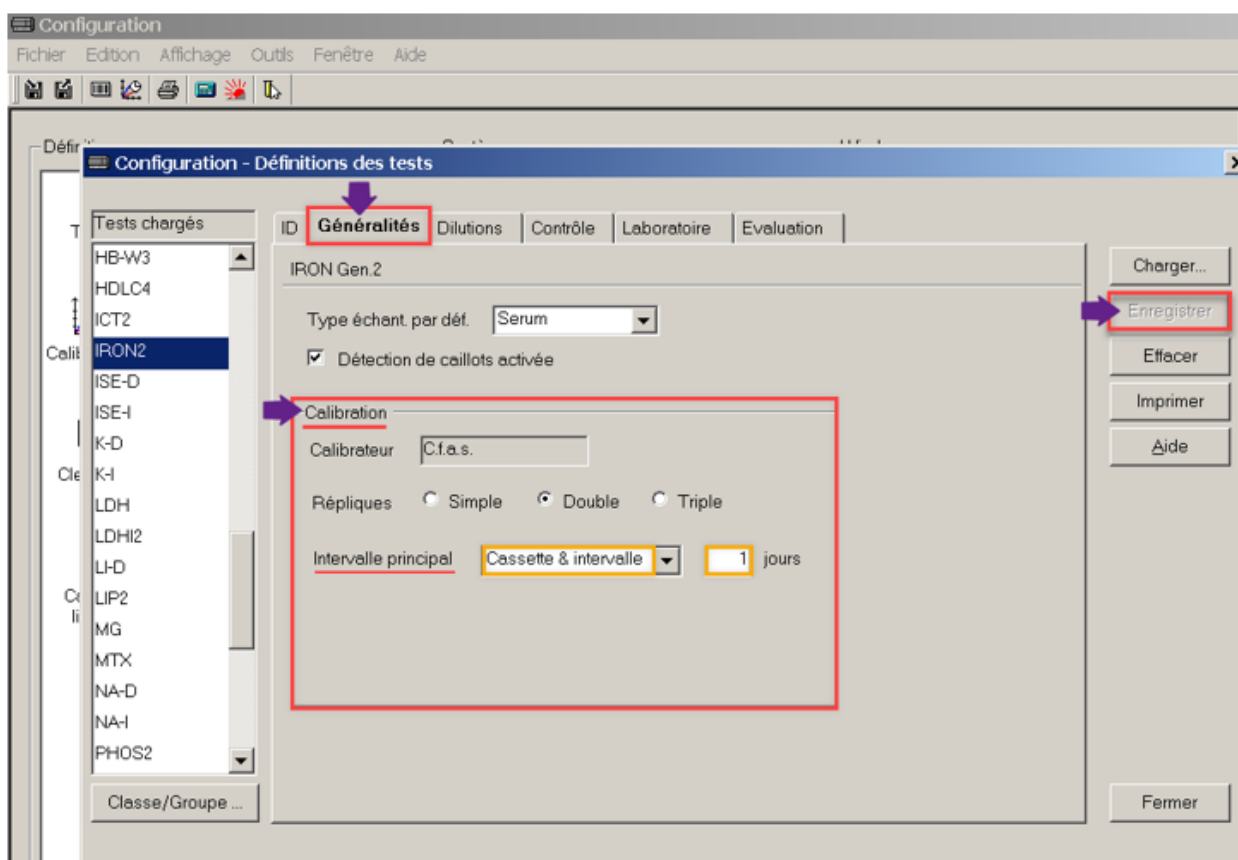 Configuration
Fichier Edition Affichage Outils Fenêtre Aide
Configuration - Définitions des tests
Tests chargés
ID Généralités Dilutions Contrôle Laboratoire Evaluation
HB-W3
HDLC4
ICT2
IRON2
ISE-D
ISE-I
K-D
K-I
LDH
LDHI2
LI-D
LIP2
MG
MTX
NA-D
NA-I
PHOS2
Classe/Groupe ...
IRON Gen.2
Type échant. par déf. Serum
Détection de caillots activée
Calibration
Calibrateur C.f.a.s.
Répliques Simple Double Triple
Intervalle principal Cassette & intervalle 1 jours
Charger...
Enregistrer
Effacer
Imprimer
Aide
Fermer